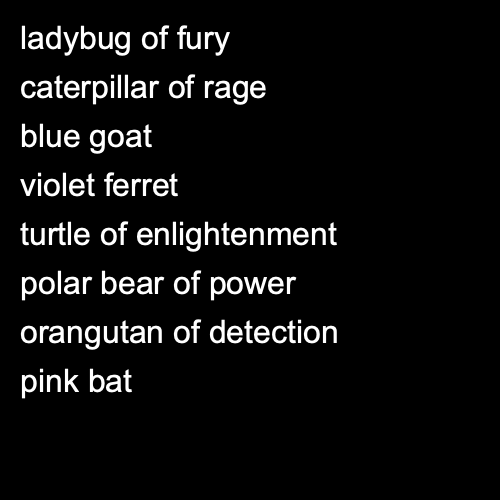 ladybug of fury
caterpillar of rage
blue goat
violet ferret
turtle of enlightenment
polar bear of power
orangutan of detection
pink bat